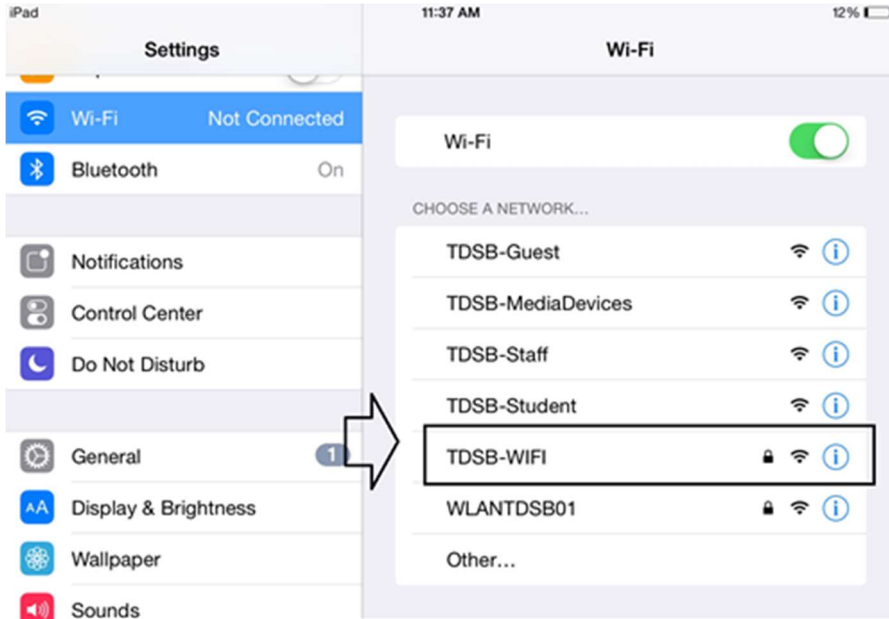 iPad
11:37 AM
12%
Settings
Wi-Fi
Not Connected
Bluetooth
On
Notifications
Control Center
Do Not Disturb
General
1
Display & Brightness
AA
Wallpaper
Sounds
Wi-Fi
Wi-Fi
CHOOSE A NETWORK...
TDSB-Guest
TDSB-MediaDevices
TDSB-Staff
TDSB-Student
TDSB-WIFI
WLANTDSB01
Other...